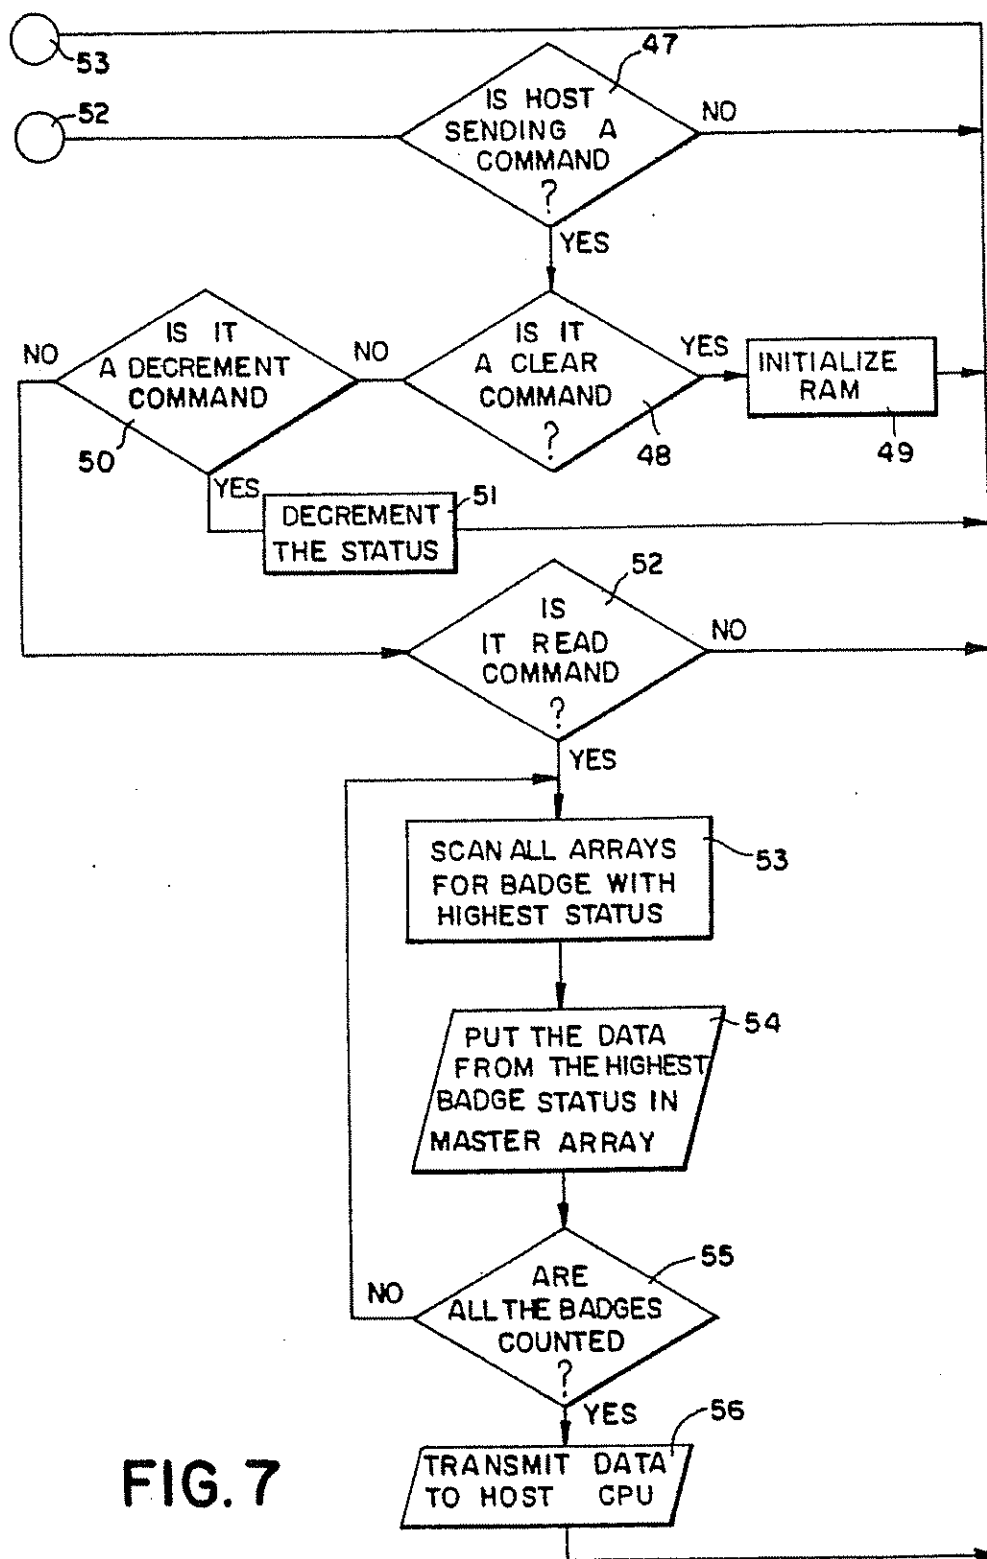 53
47
52
IS HOST
SENDING A
COMMAND
?
NO
YES
IS IT
A DECREMENT
COMMAND
NO
50
YES
NO
IS IT
A CLEAR
COMMAND
?
48
YES
INITIALIZE
RAM
49
51
DECREMENT
THE STATUS
52
IS
IT READ
COMMAND
?
NO
YES
SCAN ALL ARRAYS
FOR BADGE WITH
HIGHEST STATUS
53
PUT THE DATA
FROM THE HIGHEST
BADGE STATUS IN
MASTER ARRAY
54
55
ARE
ALL THE BADGES
COUNTED
?
NO
YES
56
TRANSMIT DATA
TO HOST CPU
FIG. 7